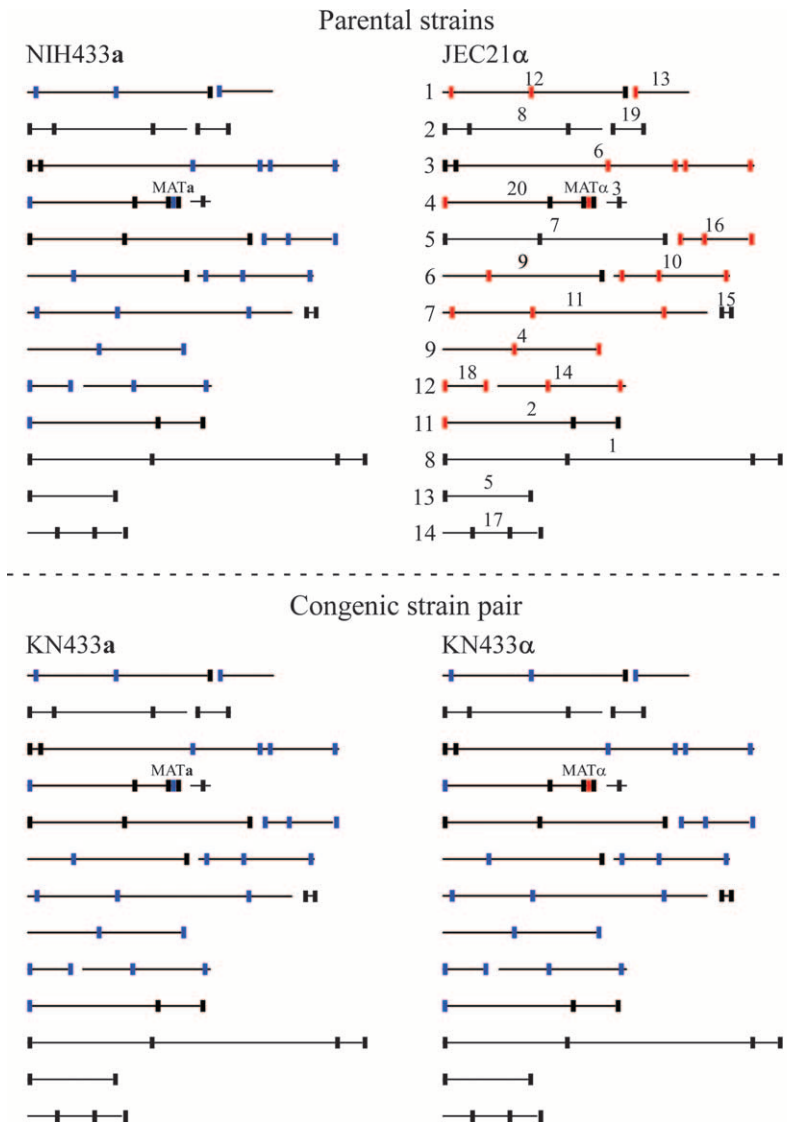 Parental strains
NIH433a
JEC21α
1 12 13
2 8 19
3 6
MATa
4 20 MATα 3
5 7 16
6 9 10
7 11 15
9 4
12 18 14
11 2
8 1
13 5
14 17
Congenic strain pair
KN433a
KN433α
MATa
MATα